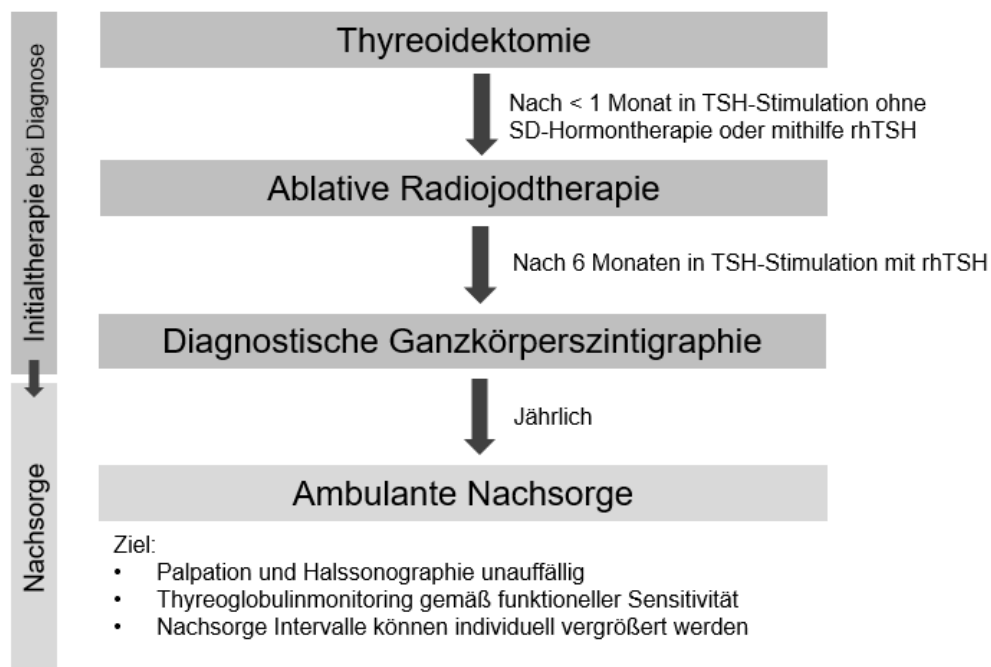 Initialtherapie bei Diagnose
Thyreoidektomie
Nach < 1 Monat in TSH-Stimulation ohne
SD-Hormontherapie oder mithilfe rhTSH
Ablative Radiojodtherapie
Nach 6 Monaten in TSH-Stimulation mit rhTSH
Diagnostische Ganzkörperszintigraphie
Jährlich
Nachsorge
Ambulante Nachsorge
Ziel:
• Palpation und Halssonographie unauffällig
• Thyreoglobulinmonitoring gemäß funktioneller Sensitivität
• Nachsorge Intervalle können individuell vergrößert werden